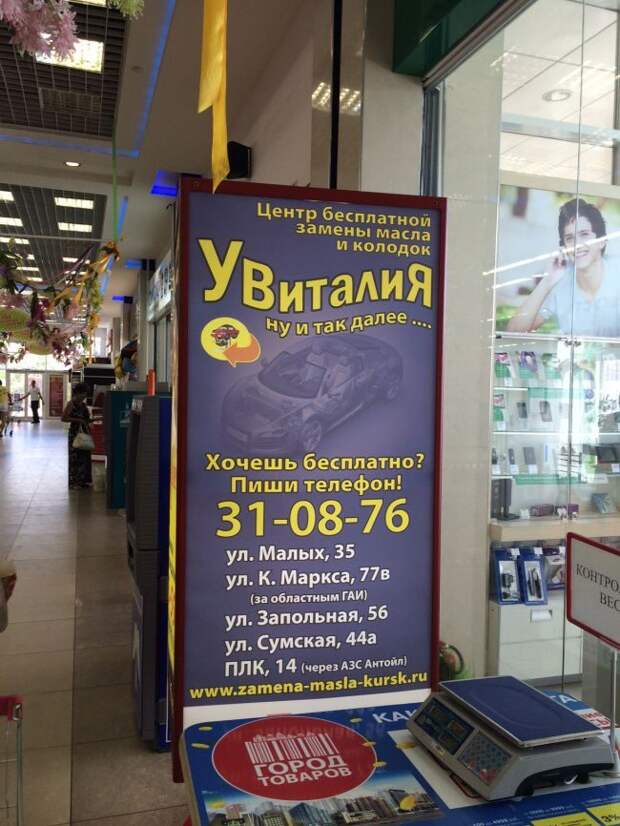 Центр бесплатной
замены масла
и колодок
УВиталиЯ
ну и так далее ....
Хочешь бесплатно?
Пиши телефон!
31-08-76
ул. Малых, 35
ул. К. Маркса, 77в
(за областным ГАИ)
ул. Запольная, 56
ул. Сумская, 44а
ПЛК, 14 (через АЗС Антойл)
www.zamena-masla-kursk.ru
ГОРОД
ТОВАРОВ